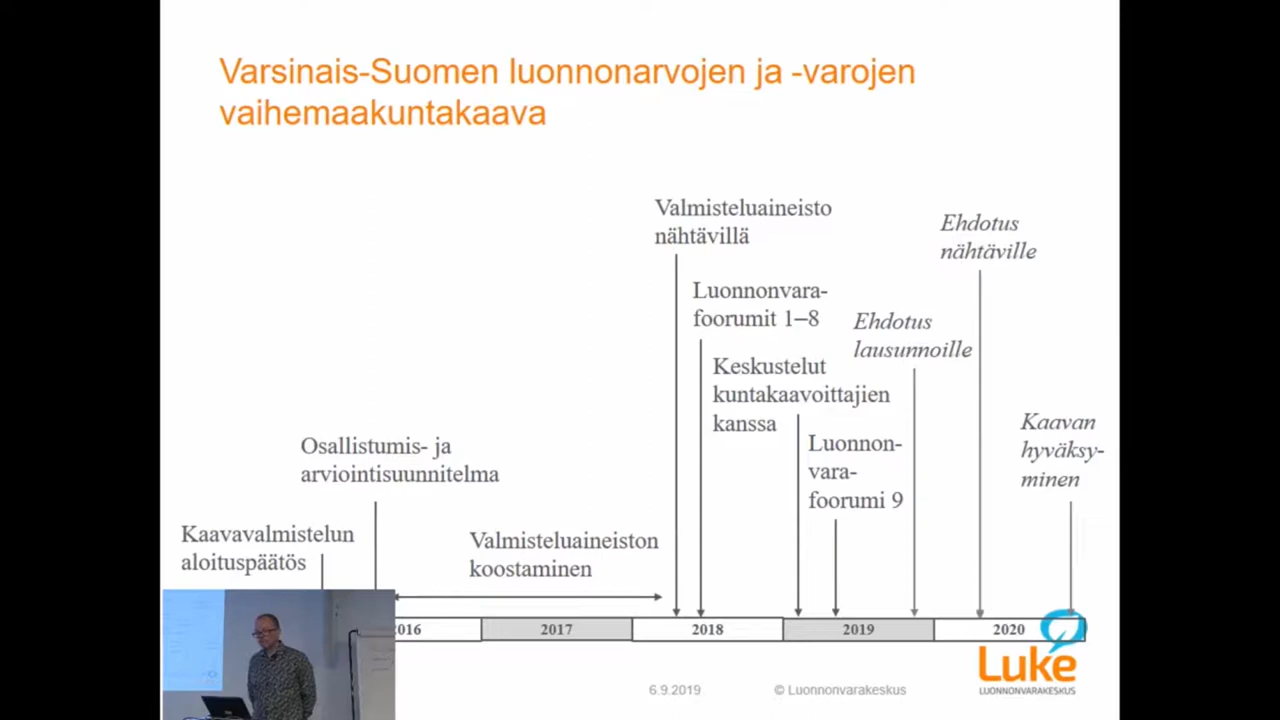 Varsinais-Suomen luonnonarvojen ja -varojen
vaihemaakuntakaava
Valmisteluaineisto
nähtävillä
Ehdotus
nähtäville
Luonnonvara-
foorumit 1–8
Ehdotus
lausunnoille
Keskustelut
kuntakaavoittajien
kanssa
Kaavan
hyväksy-
minen
Luonnon-
vara-
foorumi 9
Osallistumis- ja
arviointisuunnitelma
Kaavavalmistelun
aloituspäätös
Valmisteluaineiston
koostaminen
2016 2017 2018 2019 2020
Luke
LUONNONVARAKESKUS
6.9.2019 © Luonnonvarakeskus